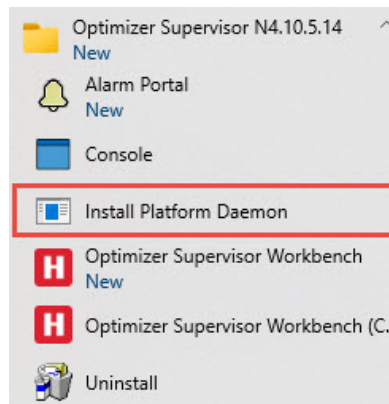 Optimizer Supervisor N4.10.5.14
New
Alarm Portal
New
Console
Install Platform Daemon
H Optimizer Supervisor Workbench
New
H Optimizer Supervisor Workbench (C.
Uninstall